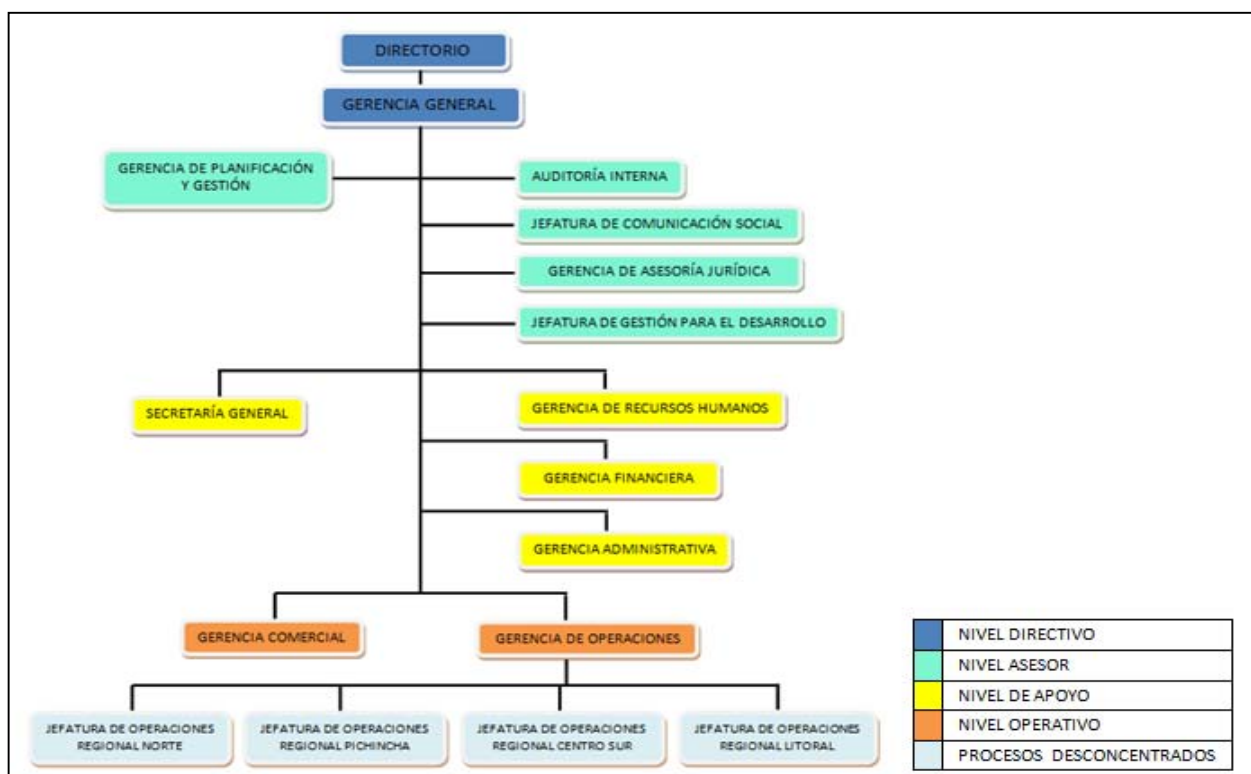 DIRECTORIO
GERENCIA GENERAL
GERENCIA DE PLANIFICACIÓN
Y GESTIÓN
AUDITORÍA INTERNA
JEFATURA DE COMUNICACIÓN SOCIAL
GERENCIA DE ASESORÍA JURÍDICA
JEFATURA DE GESTIÓN PARA EL DESARROLLO
SECRETARÍA GENERAL
GERENCIA DE RECURSOS HUMANOS
GERENCIA FINANCIERA
GERENCIA ADMINISTRATIVA
GERENCIA COMERCIAL
GERENCIA DE OPERACIONES
JEFATURA DE OPERACIONES
REGIONAL NORTE
JEFATURA DE OPERACIONES
REGIONAL PICHINCHA
JEFATURA DE OPERACIONES
REGIONAL CENTRO SUR
JEFATURA DE OPERACIONES
REGIONAL LITORAL
NIVEL DIRECTIVO
NIVEL ASESOR
NIVEL DE APOYO
NIVEL OPERATIVO
PROCESOS DESCONCENTRADOS